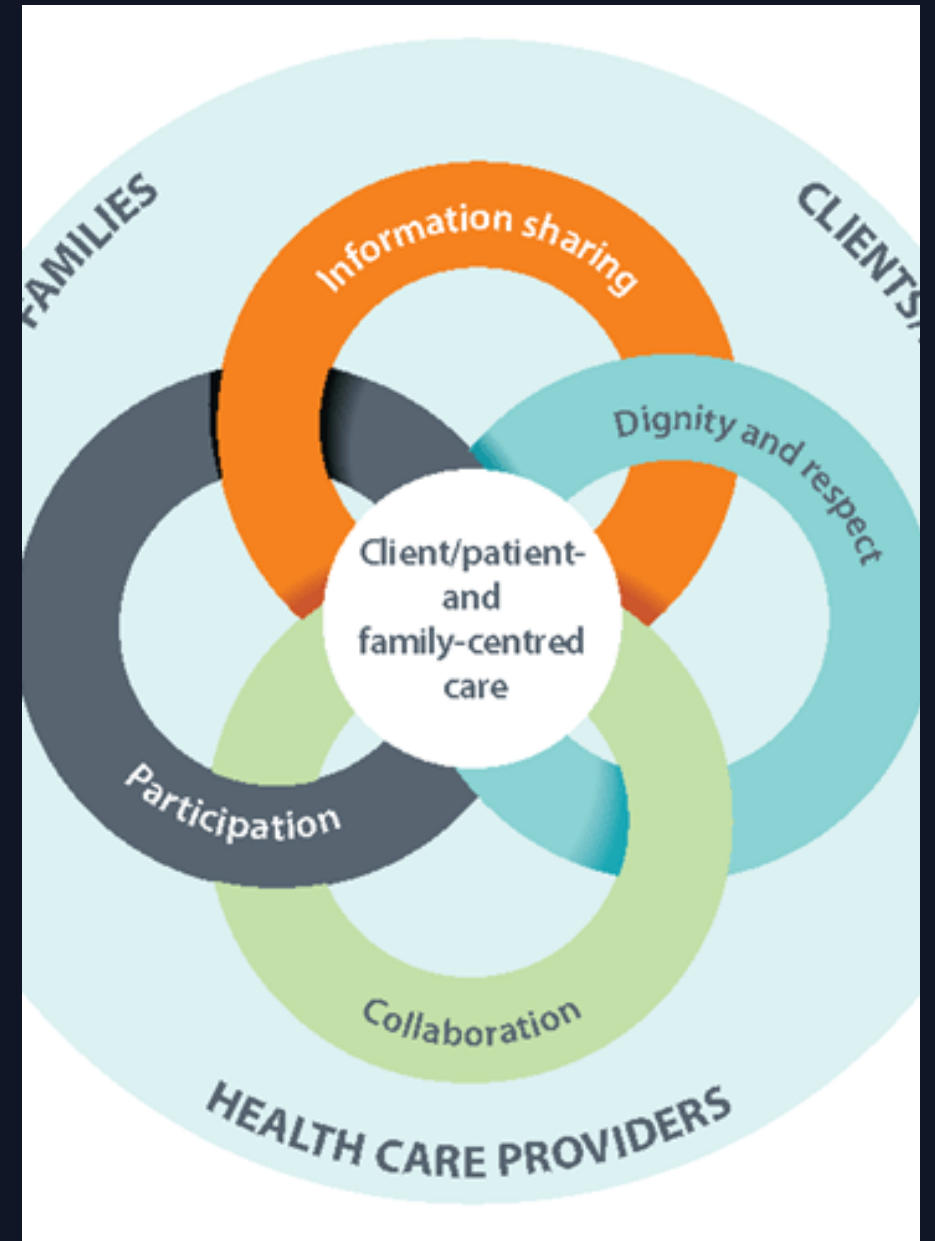 FAMILIES
CLIENTS/
Information sharing
Dignity and respect
Client/patient-
and
family-centred
care
Participation
Collaboration
HEALTH CARE PROVIDERS